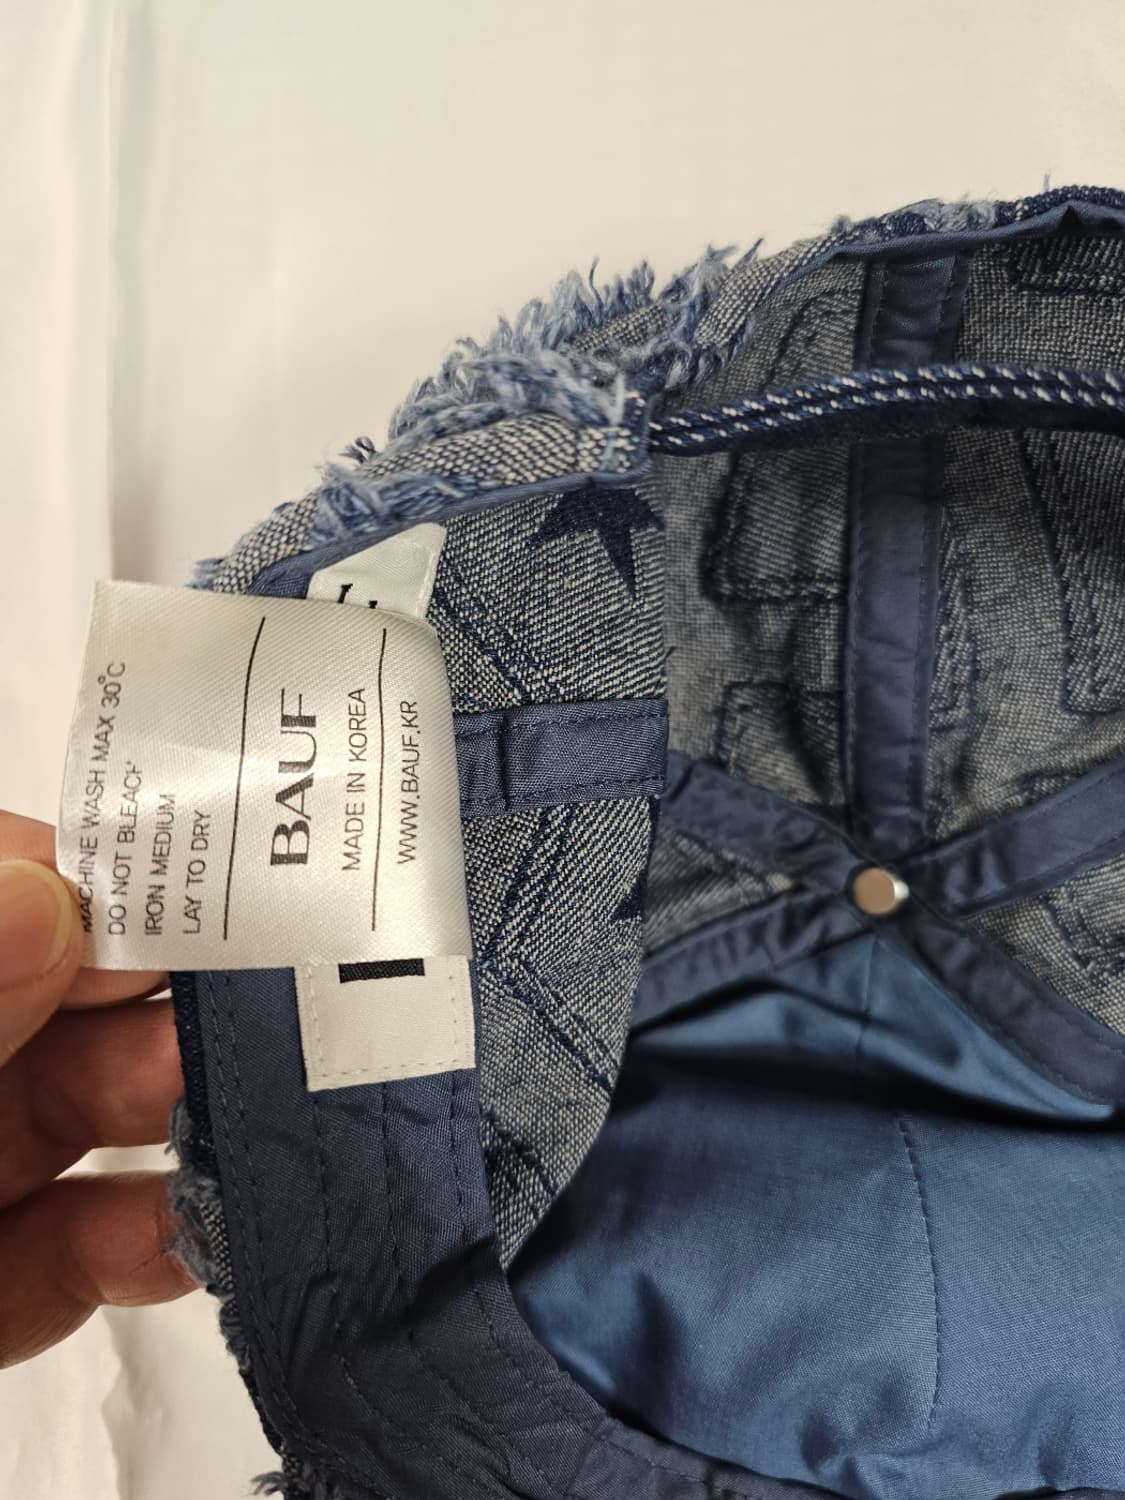 MACHINE WASH MAX 30°C
DO NOT BLEACH
IRON MEDIUM
LAY TO DRY
BAUF
MADE IN KOREA
WWW.BAUF.KR